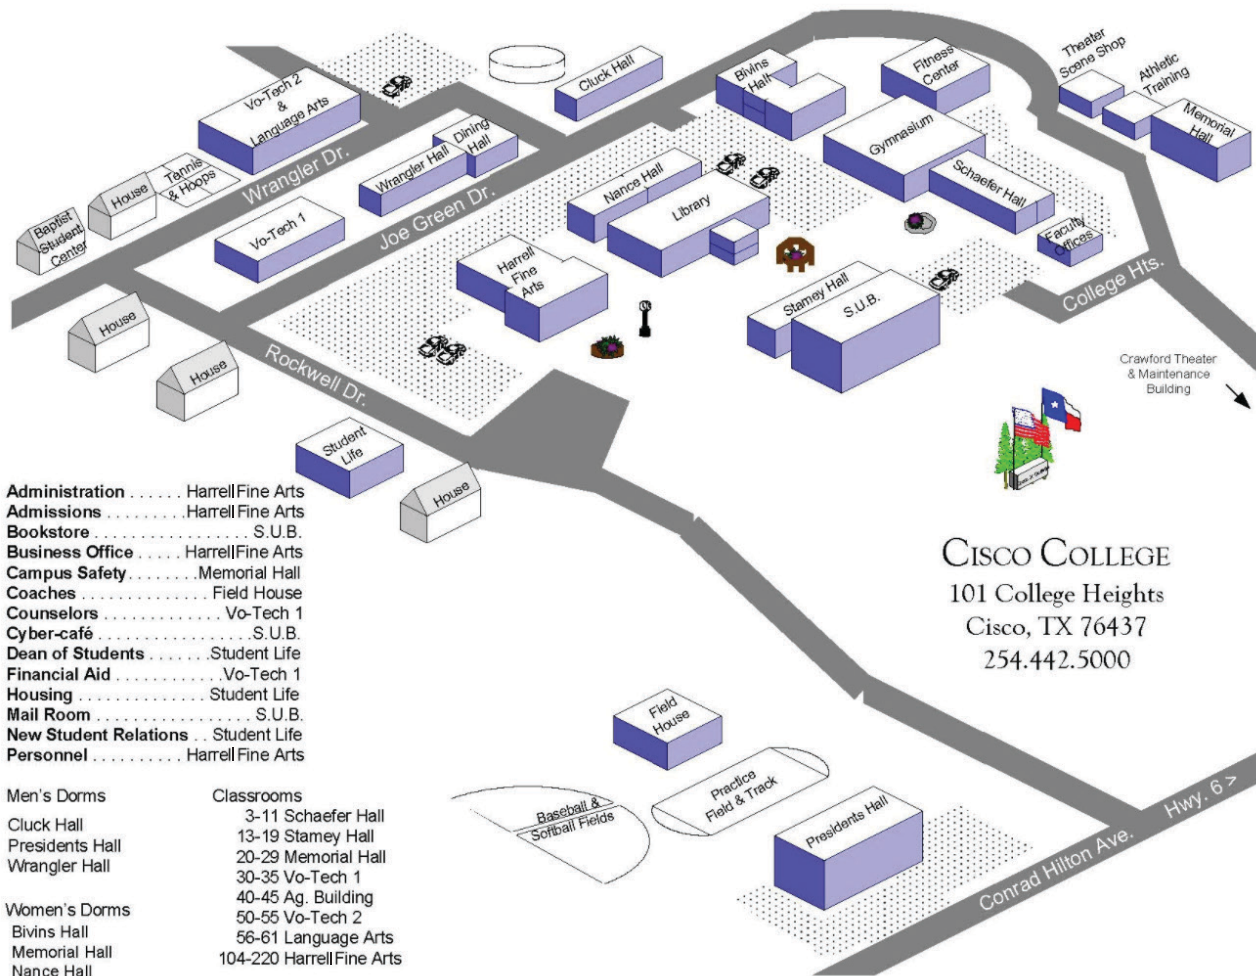 Theater
Scene Shop
Athletic
Training
Memorial
Hall
Fitness
Center
Bivins
Hall
Cluck Hall
Vo-Tech 2
&
Language Arts
Dining
Hall
Wrangler Hall
Gymnasium
Schaefer Hall
Faculty
Offices
Nance Hall
Library
Tennis
& Hoops
Wrangler Dr.
House
Baptist
Student
Center
Vo-Tech 1
Joe Green Dr.
Harrell
Fine
Arts
Stamey Hall
S.U.B.
College Hts.
House
House
Rockwell Dr.
Crawford Theater
& Maintenance
Building
Student
Life
House
Administration . . . . . . Harrell Fine Arts
Admissions . . . . . . . . . Harrell Fine Arts
Bookstore . . . . . . . . . . . . . . . . . S.U.B.
Business Office . . . . . Harrell Fine Arts
Campus Safety. . . . . . . . Memorial Hall
Coaches . . . . . . . . . . . . . . Field House
Counselors . . . . . . . . . . . . . Vo-Tech 1
Cyber-café . . . . . . . . . . . . . . . . . S.U.B.
Dean of Students . . . . . . . Student Life
Financial Aid . . . . . . . . . . . . Vo-Tech 1
Housing . . . . . . . . . . . . . . Student Life
Mail Room . . . . . . . . . . . . . . . . S.U.B.
New Student Relations . . Student Life
Personnel . . . . . . . . . . Harrell Fine Arts
CISCO COLLEGE
101 College Heights
Cisco, TX 76437
254.442.5000
Field
House
Practice
Field & Track
Baseball &
Softball Fields
Presidents Hall
Conrad Hilton Ave.
Hwy. 6 >
Men's Dorms
Cluck Hall
Presidents Hall
Wrangler Hall
Women's Dorms
Bivins Hall
Memorial Hall
Nance Hall
Classrooms
3-11 Schaefer Hall
13-19 Stamey Hall
20-29 Memorial Hall
30-35 Vo-Tech 1
40-45 Ag. Building
50-55 Vo-Tech 2
56-61 Language Arts
104-220 Harrell Fine Arts